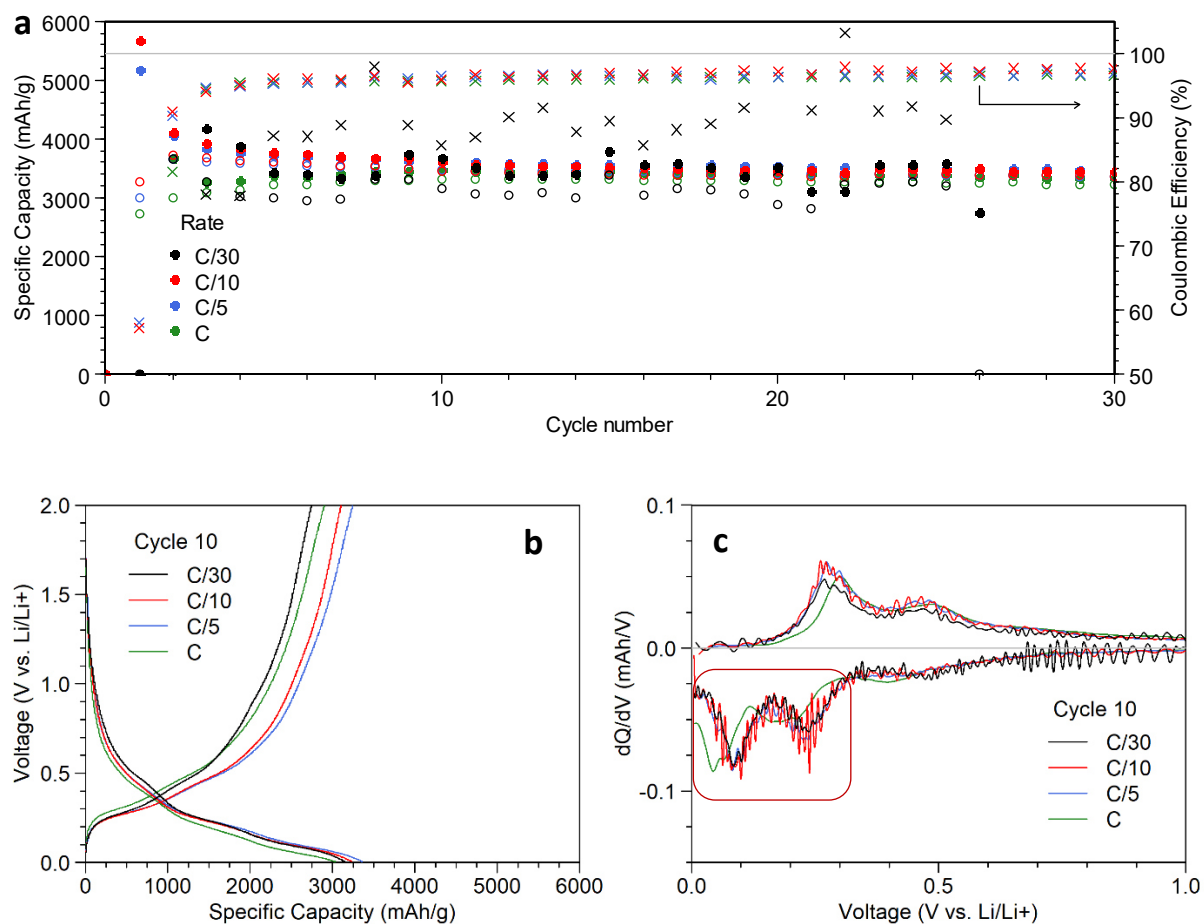 a
6000
5000
4000
3000
2000
1000
0
Specific Capacity (mAh/g)
Rate
C/30
C/10
C/5
C
100
90
80
70
60
50
Coulombic Efficiency (%)
0
10
20
30
Cycle number
b
2.0
1.0
0.0
Voltage (V vs. Li/Li+)
Cycle 10
C/30
C/10
C/5
C
0
1000
2000
3000
4000
5000
6000
Specific Capacity (mAh/g)
c
0.1
0.0
-0.1
dQ/dV (mAh/V)
Cycle 10
C/30
C/10
C/5
C
0.0
0.5
1.0
Voltage (V vs. Li/Li+)